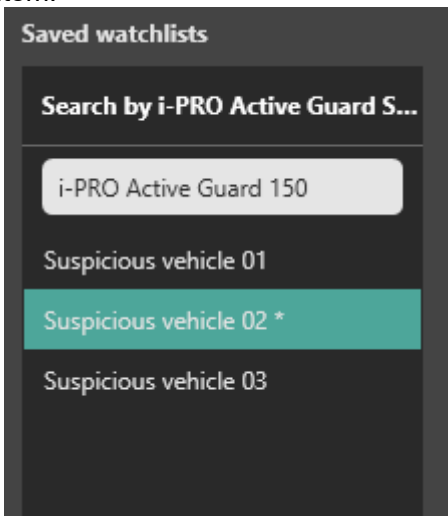 Saved watchlists
Search by i-PRO Active Guard S...
i-PRO Active Guard 150
Suspicious vehicle 01
Suspicious vehicle 02 *
Suspicious vehicle 03